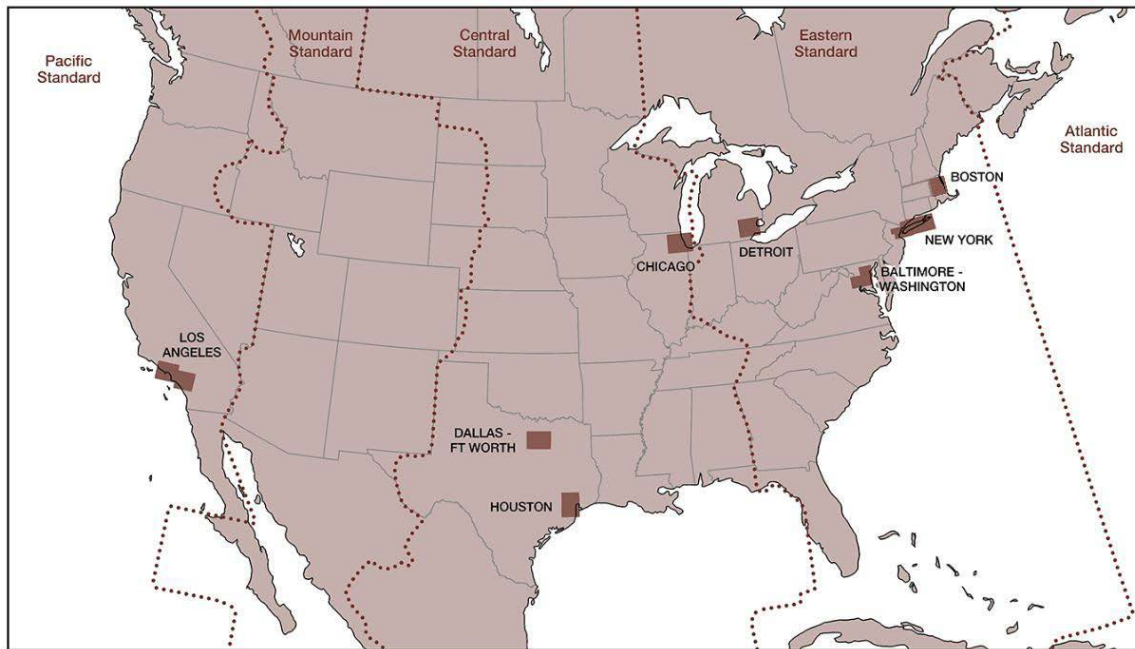 Pacific
Standard
Mountain
Standard
Central
Standard
Eastern
Standard
Atlantic
Standard
BOSTON
NEW YORK
DETROIT
CHICAGO
BALTIMORE -
WASHINGTON
LOS
ANGELES
DALLAS -
FT WORTH
HOUSTON